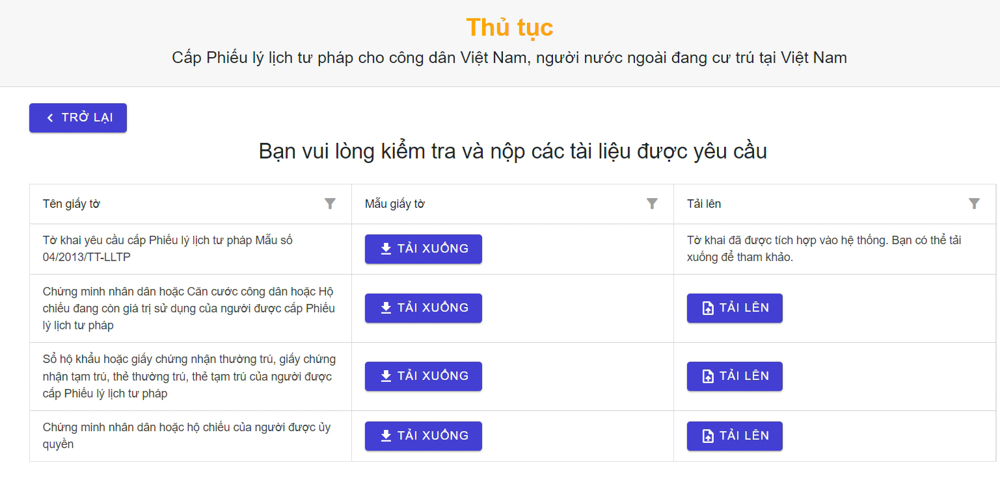 Thủ tục
Cấp Phiếu lý lịch tư pháp cho công dân Việt Nam, người nước ngoài đang cư trú tại Việt Nam
TRỞ LẠI
Bạn vui lòng kiểm tra và nộp các tài liệu được yêu cầu
Tên giấy tờ
Mẫu giấy tờ
Tải lên
Tờ khai yêu cầu cấp Phiếu lý lịch tư pháp Mẫu số
04/2013/TT-LLTP
TẢI XUỐNG
Tờ khai đã được tích hợp vào hệ thống. Bạn có thể tải
xuống để tham khảo.
Chứng minh nhân dân hoặc Căn cước công dân hoặc Hộ
chiếu đang còn giá trị sử dụng của người được cấp Phiếu
lý lịch tư pháp
TẢI XUỐNG
TẢI LÊN
Sổ hộ khẩu hoặc giấy chứng nhận thường trú, giấy chứng
nhận tạm trú, thẻ thường trú, thẻ tạm trú của người được
cấp Phiếu lý lịch tư pháp
TẢI XUỐNG
TẢI LÊN
Chứng minh nhân dân hoặc hộ chiếu của người được ủy
quyền
TẢI XUỐNG
TẢI LÊN